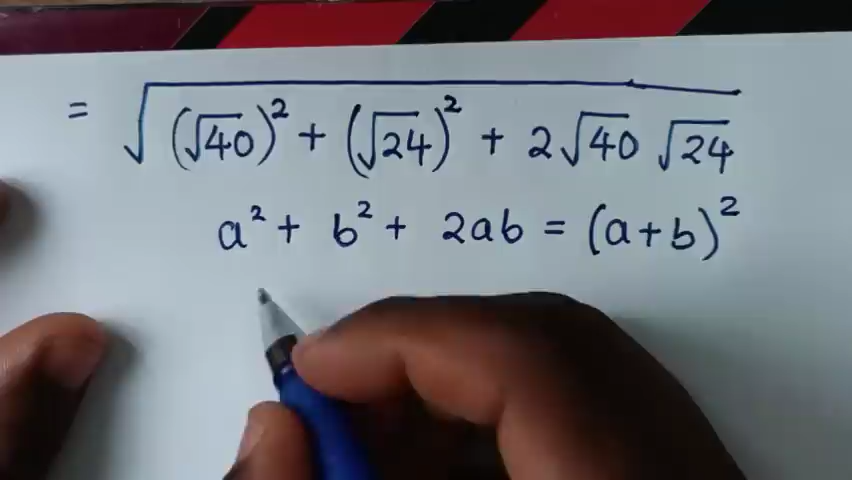 = √((√40)² + (√24)² + 2√40 √24)
a² + b² + 2ab = (a+b)²